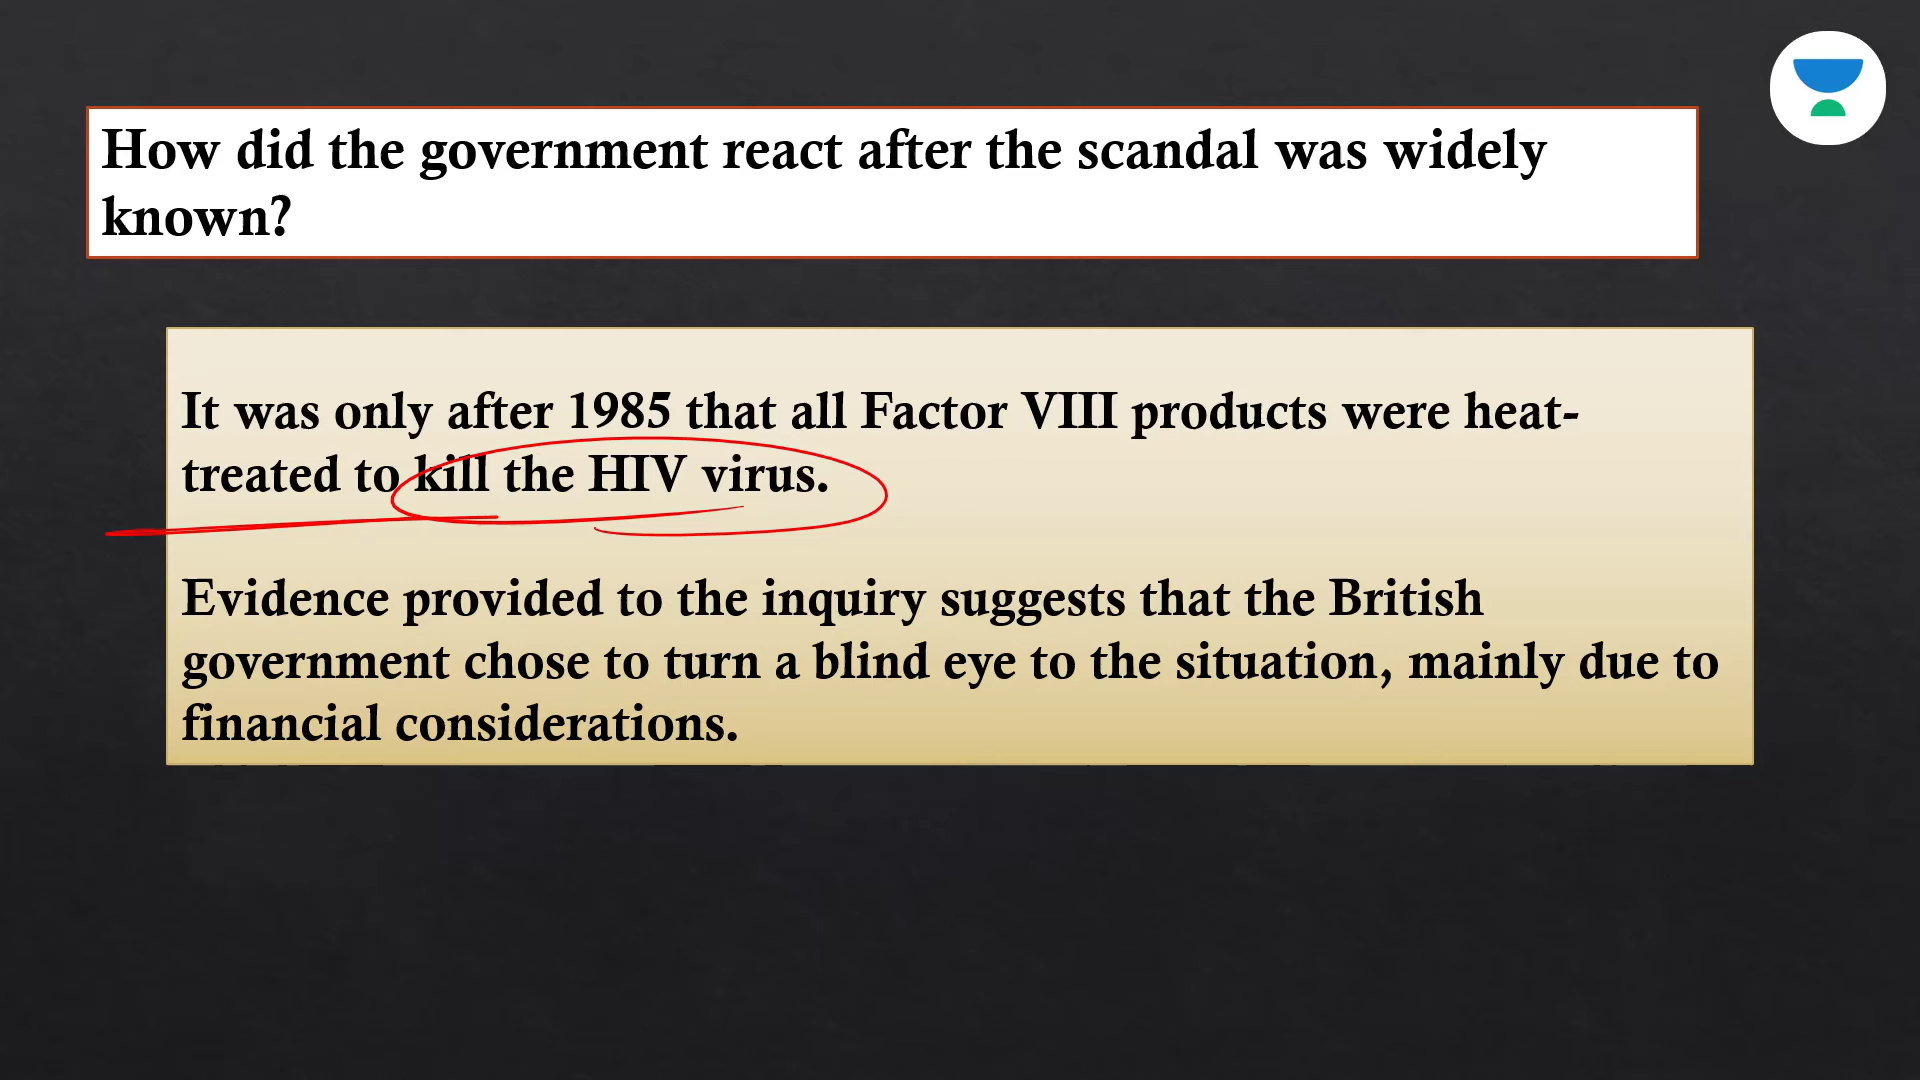 How did the government react after the scandal was widely
known?
It was only after 1985 that all Factor VIII products were heat-
treated to kill the HIV virus.
Evidence provided to the inquiry suggests that the British
government chose to turn a blind eye to the situation, mainly due to
financial considerations.